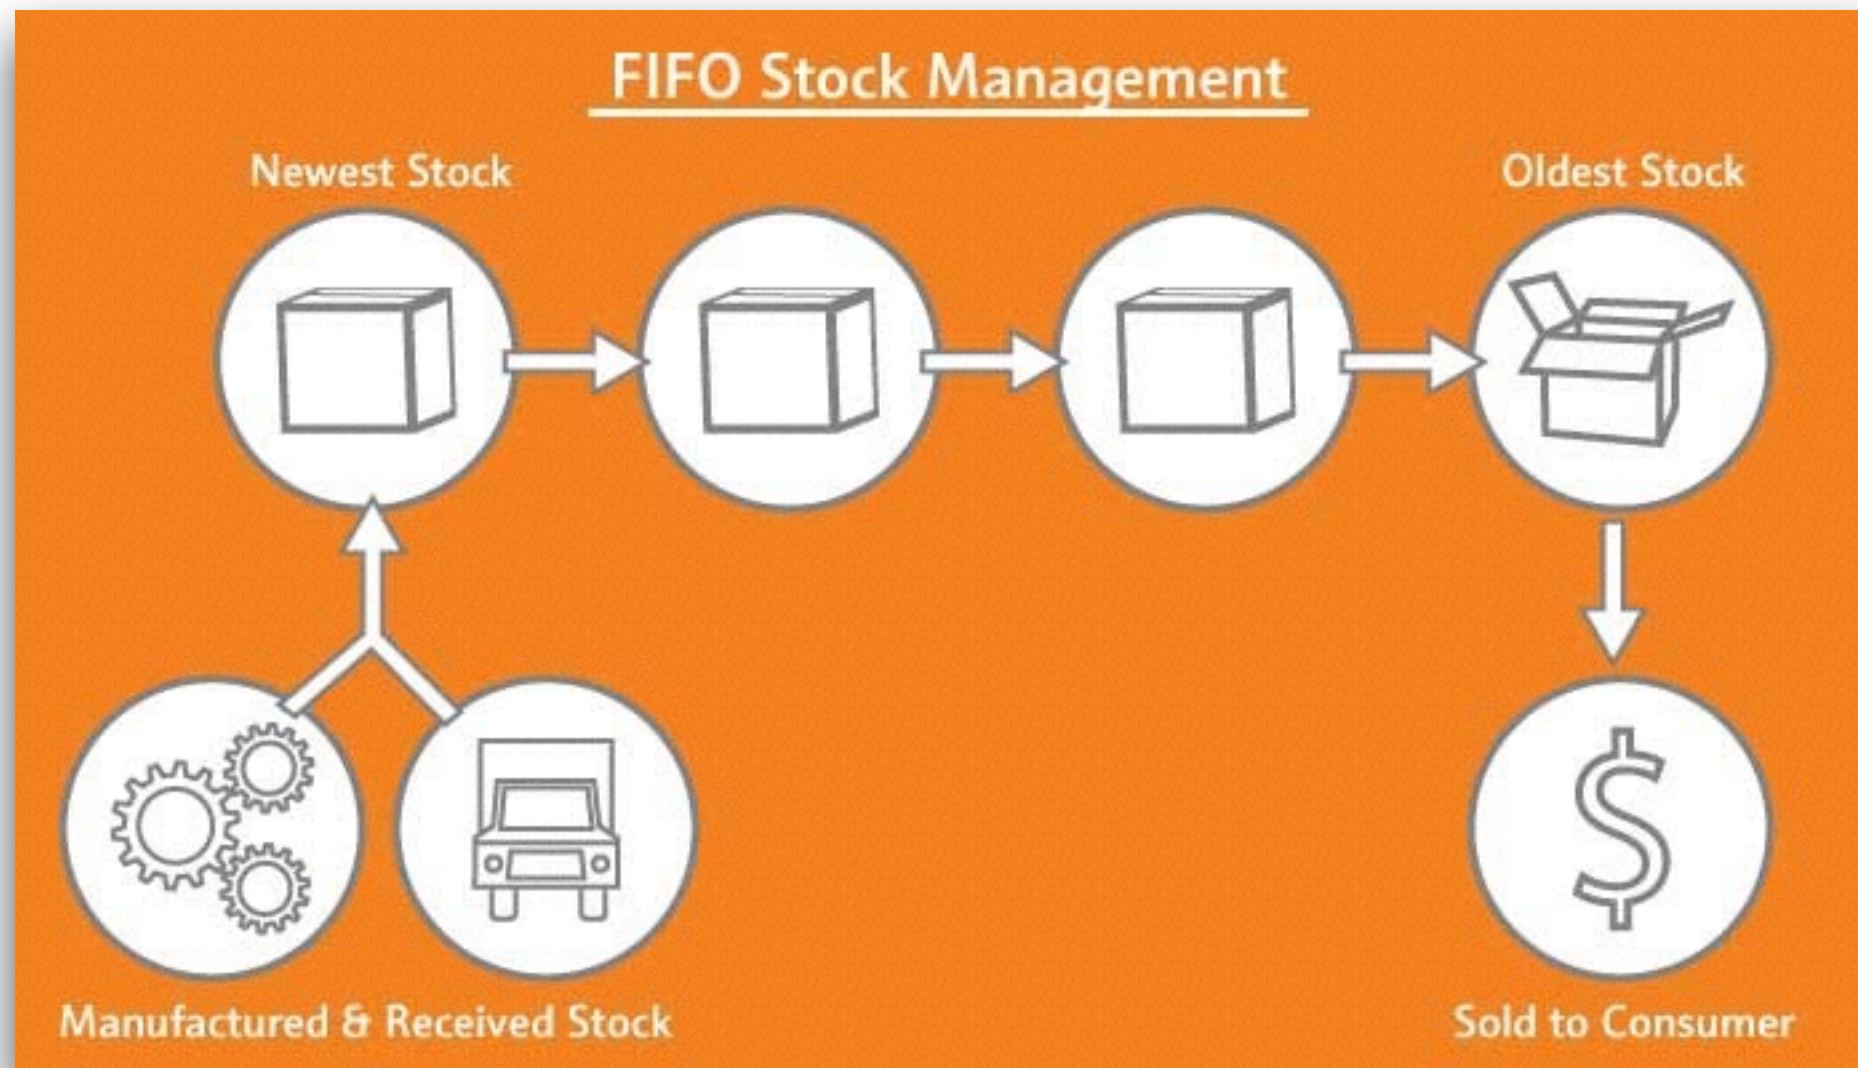 FIFO Stock Management
Newest Stock
Oldest Stock
Manufactured & Received Stock
Sold to Consumer